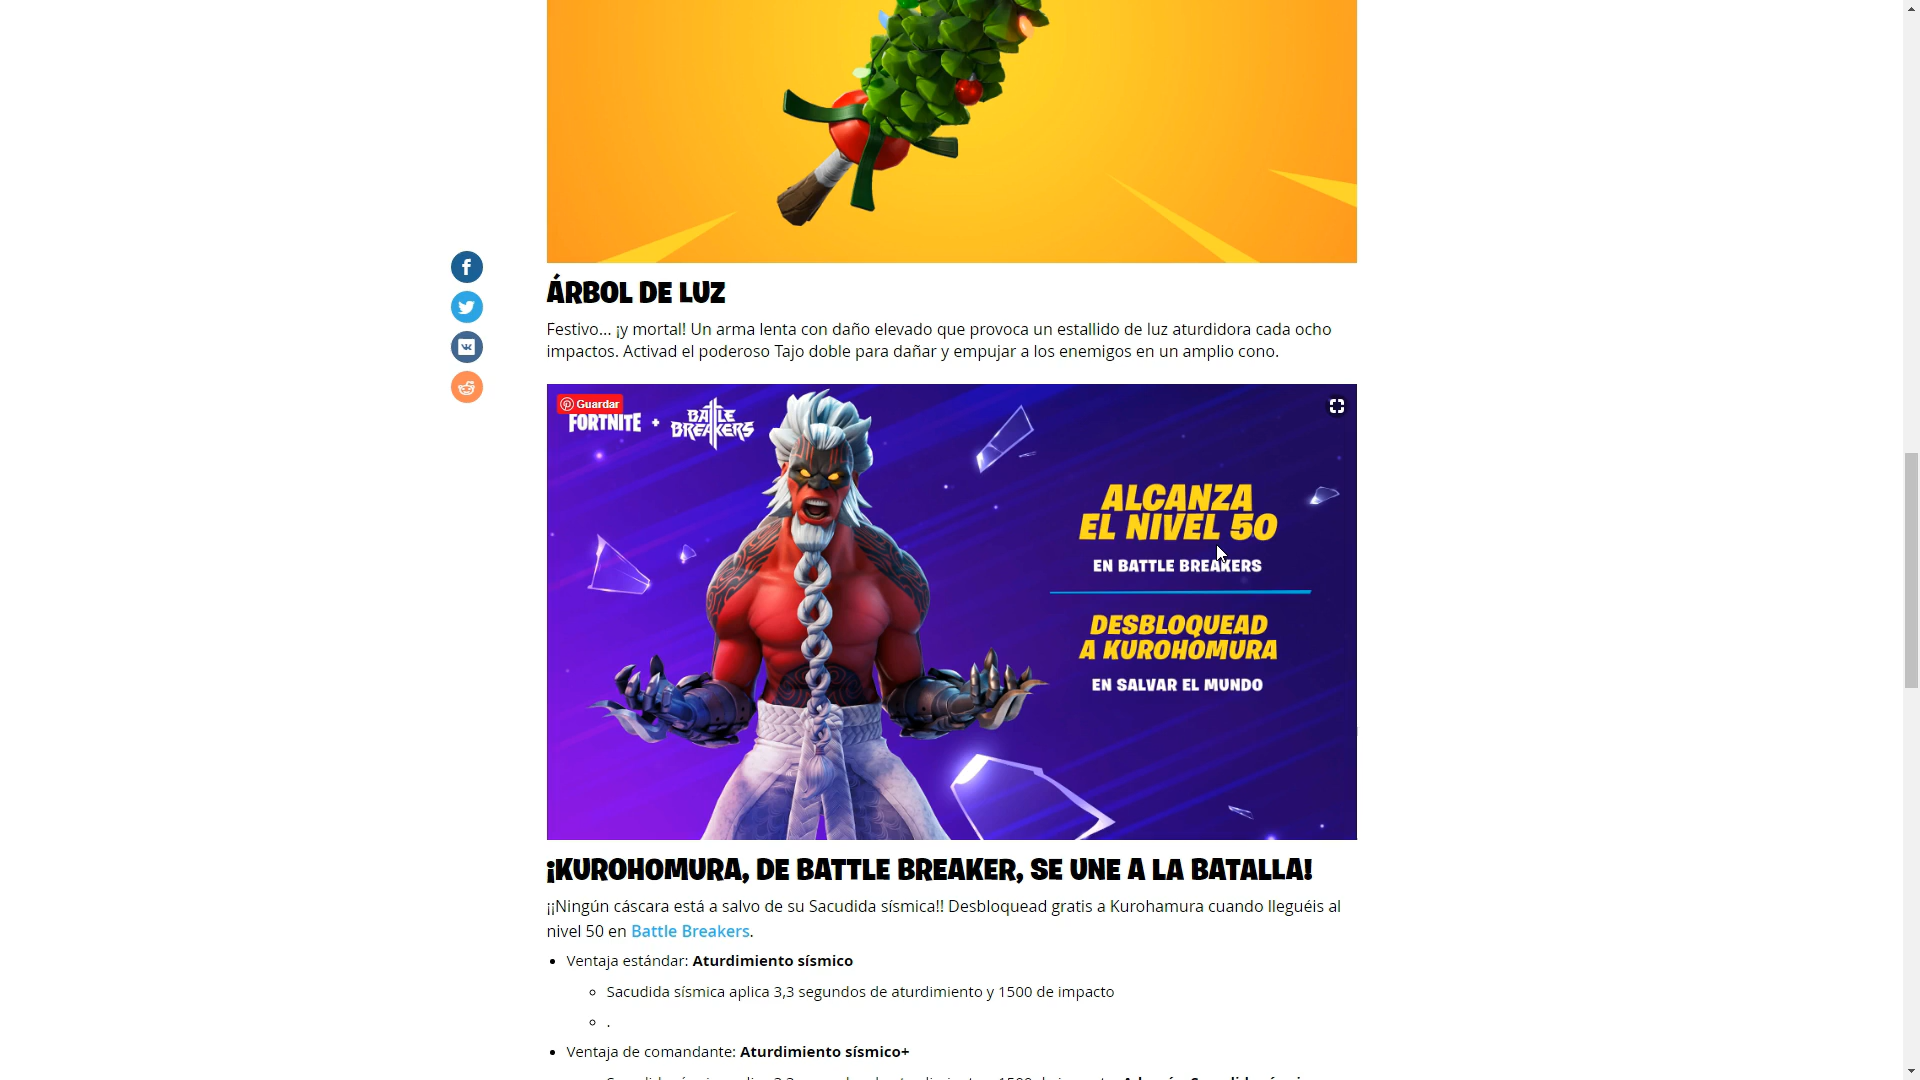 ÁRBOL DE LUZ
Festivo... ¡y mortal! Un arma lenta con daño elevado que provoca un estallido de luz aturdidora cada ocho
impactos. Activad el poderoso Tajo doble para dañar y empujar a los enemigos en un amplio cono.
Guardar
FORTNITE + BATTLE BREAKERS
ALCANZA
EL NIVEL 50
EN BATTLE BREAKERS
DESBLOQUEAD
A KUROHOMURA
EN SALVAR EL MUNDO
¡KUROHOMURA, DE BATTLE BREAKER, SE UNE A LA BATALLA!
¡¡Ningún cáscara está a salvo de su Sacudida sísmica!! Desbloquead gratis a Kurohamura cuando lleguéis al
nivel 50 en Battle Breakers.
• Ventaja estándar: Aturdimiento sísmico
◦ Sacudida sísmica aplica 3,3 segundos de aturdimiento y 1500 de impacto
◦ .
• Ventaja de comandante: Aturdimiento sísmico+